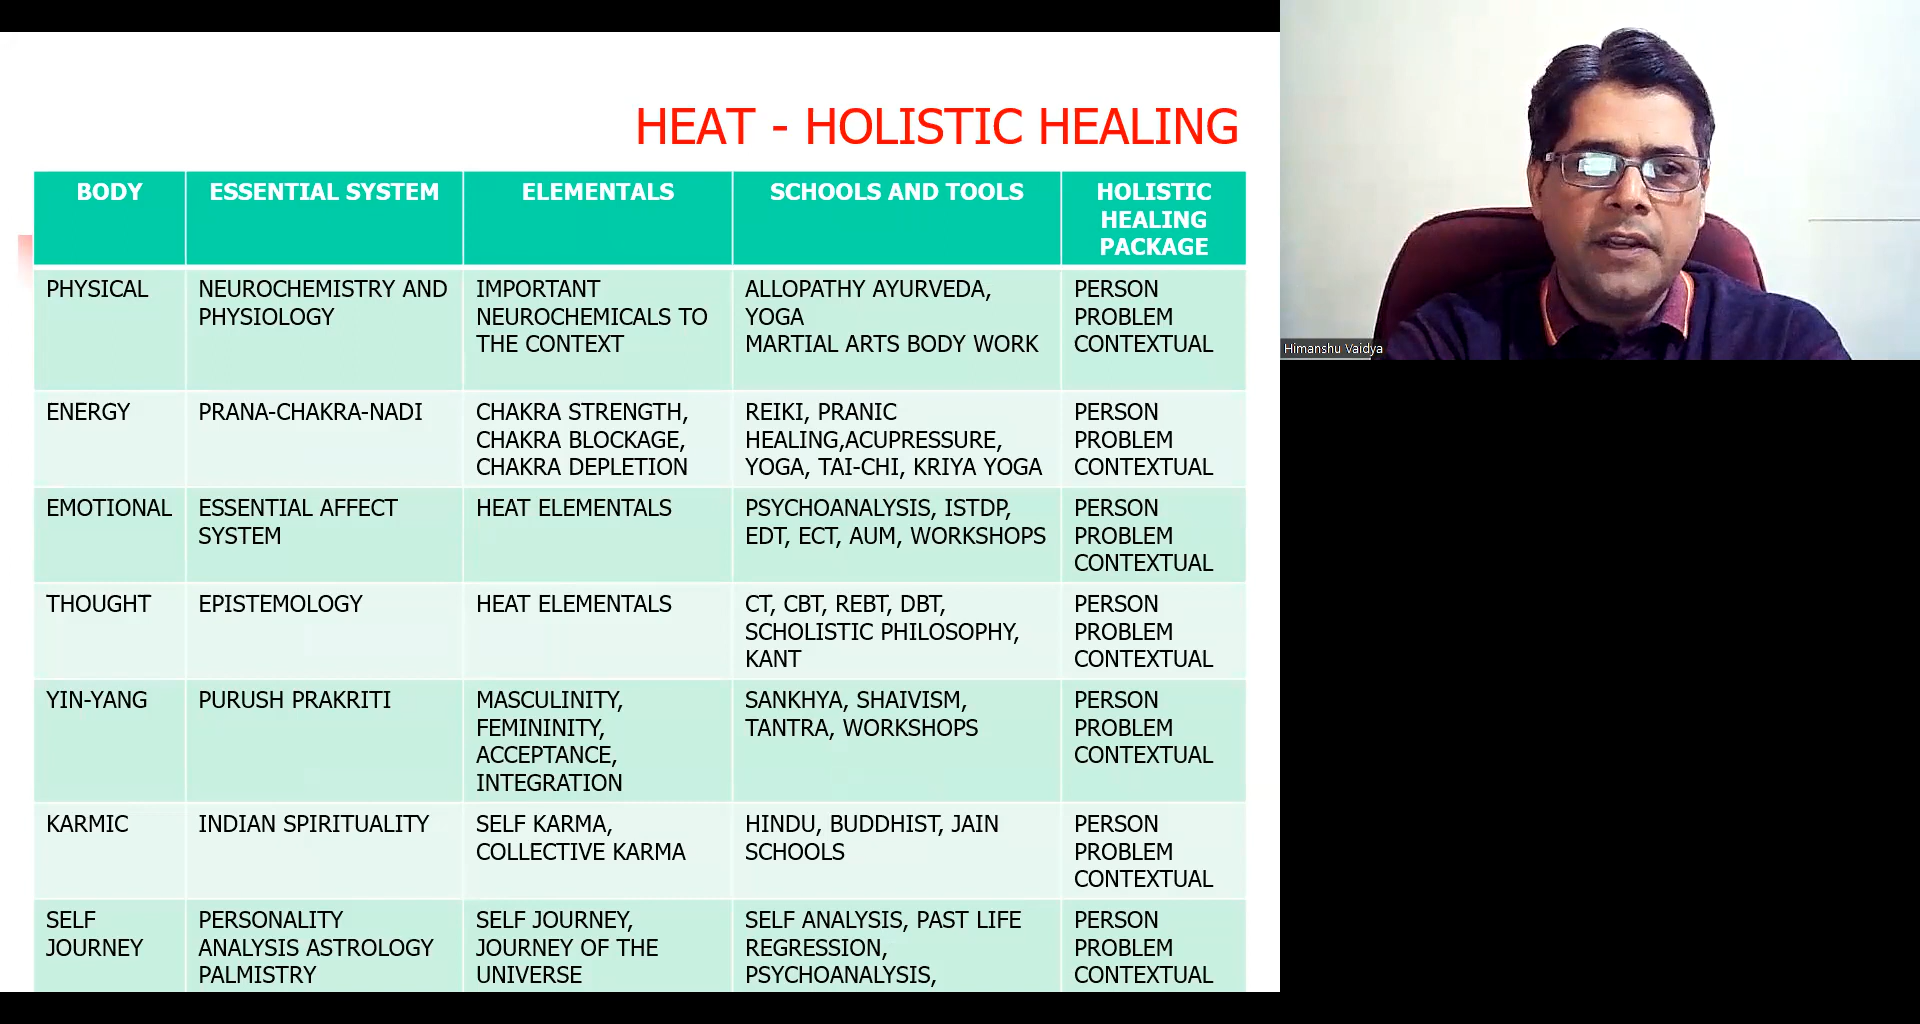 HEAT - HOLISTIC HEALING
BODY
ESSENTIAL SYSTEM
ELEMENTALS
SCHOOLS AND TOOLS
HOLISTIC
HEALING
PACKAGE
PHYSICAL
NEUROCHEMISTRY AND
PHYSIOLOGY
IMPORTANT
NEUROCHEMICALS TO
THE CONTEXT
ALLOPATHY AYURVEDA,
YOGA
MARTIAL ARTS BODY WORK
PERSON
PROBLEM
CONTEXTUAL
ENERGY
PRANA-CHAKRA-NADI
CHAKRA STRENGTH,
CHAKRA BLOCKAGE,
CHAKRA DEPLETION
REIKI, PRANIC
HEALING,ACUPRESSURE,
YOGA, TAI-CHI, KRIYA YOGA
PERSON
PROBLEM
CONTEXTUAL
EMOTIONAL
ESSENTIAL AFFECT
SYSTEM
HEAT ELEMENTALS
PSYCHOANALYSIS, ISTDP,
EDT, ECT, AUM, WORKSHOPS
PERSON
PROBLEM
CONTEXTUAL
THOUGHT
EPISTEMOLOGY
HEAT ELEMENTALS
CT, CBT, REBT, DBT,
SCHOLISTIC PHILOSOPHY,
KANT
PERSON
PROBLEM
CONTEXTUAL
YIN-YANG
PURUSH PRAKRITI
MASCULINITY,
FEMININITY,
ACCEPTANCE,
INTEGRATION
SANKHYA, SHAIVISM,
TANTRA, WORKSHOPS
PERSON
PROBLEM
CONTEXTUAL
KARMIC
INDIAN SPIRITUALITY
SELF KARMA,
COLLECTIVE KARMA
HINDU, BUDDHIST, JAIN
SCHOOLS
PERSON
PROBLEM
CONTEXTUAL
SELF
JOURNEY
PERSONALITY
ANALYSIS ASTROLOGY
PALMISTRY
SELF JOURNEY,
JOURNEY OF THE
UNIVERSE
SELF ANALYSIS, PAST LIFE
REGRESSION,
PSYCHOANALYSIS,
PERSON
PROBLEM
CONTEXTUAL
Himanshu Vaidya